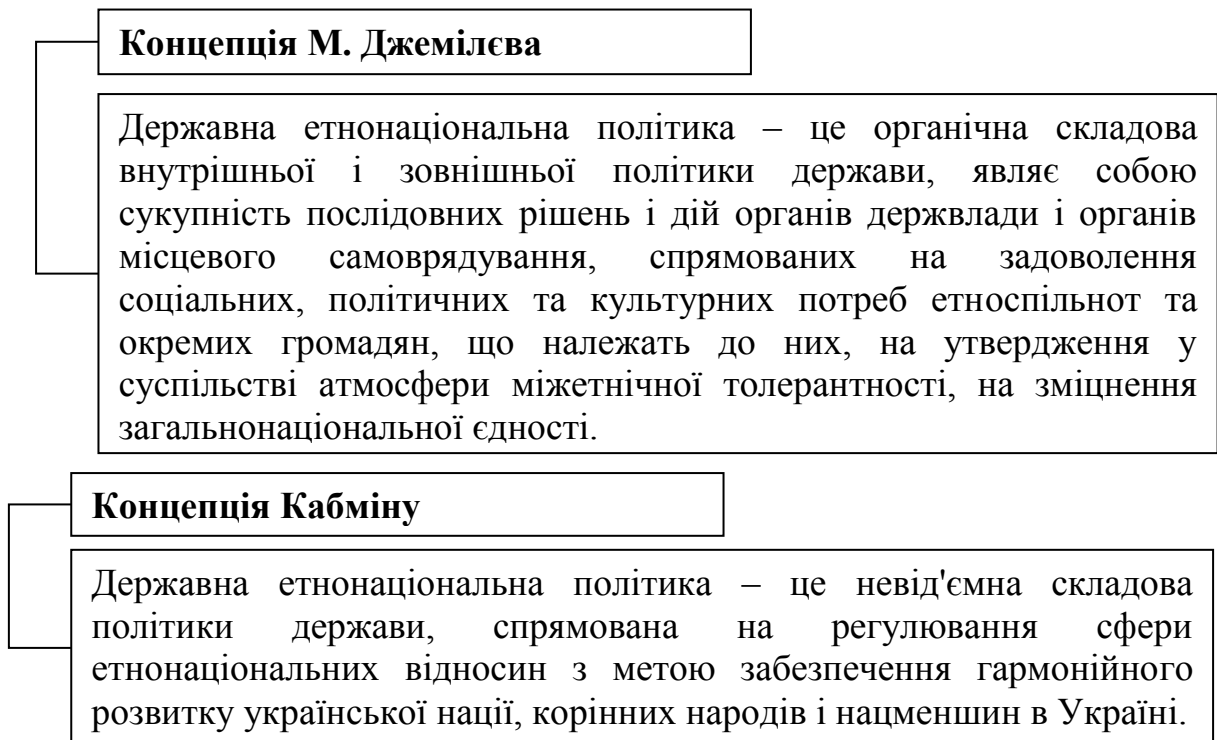 Концепція М. Джемілєва
Державна етнонаціональна політика – це органічна складова
внутрішньої і зовнішньої політики держави, являє собою
сукупність послідовних рішень і дій органів держвлади і органів
місцевого самоврядування, спрямованих на задоволення
соціальних, політичних та культурних потреб етноспільнот та
окремих громадян, що належать до них, на утвердження у
суспільстві атмосфери міжетнічної толерантності, на зміцнення
загальнонаціональної єдності.
Концепція Кабміну
Державна етнонаціональна політика – це невід'ємна складова
політики держави, спрямована на регулювання сфери
етнонаціональних відносин з метою забезпечення гармонійного
розвитку української нації, корінних народів і нацменшин в Україні.